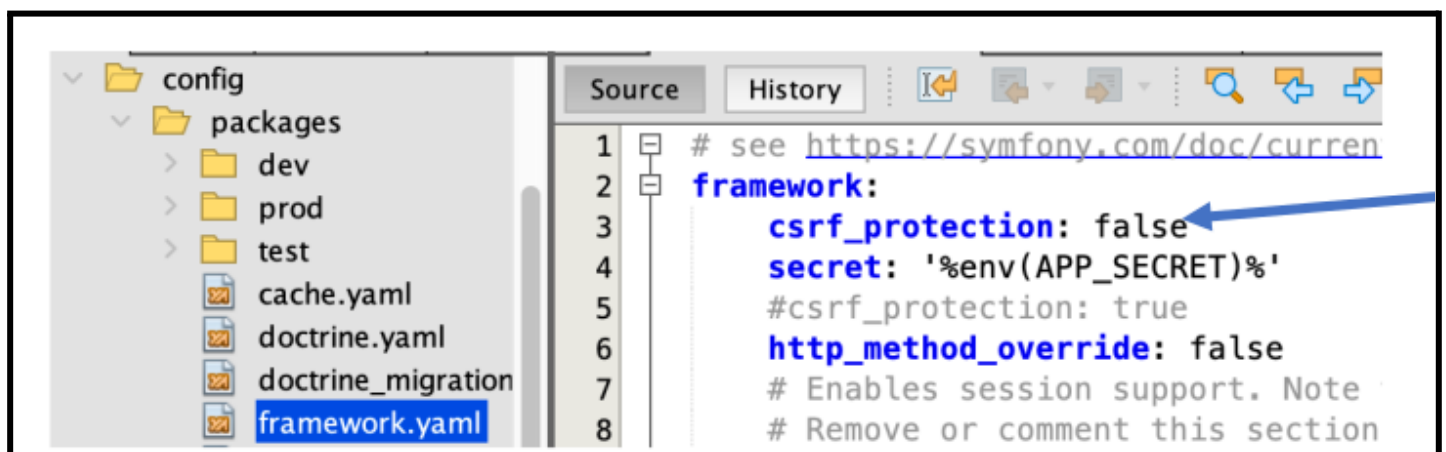 config
packages
dev
prod
test
cache.yaml
doctrine.yaml
doctrine_migration
framework.yaml
Source History
1 # see https://symfony.com/doc/curren
2 framework:
3 csrf_protection: false
4 secret: '%env(APP_SECRET)%'
5 #csrf_protection: true
6 http_method_override: false
7 # Enables session support. Note
8 # Remove or comment this section